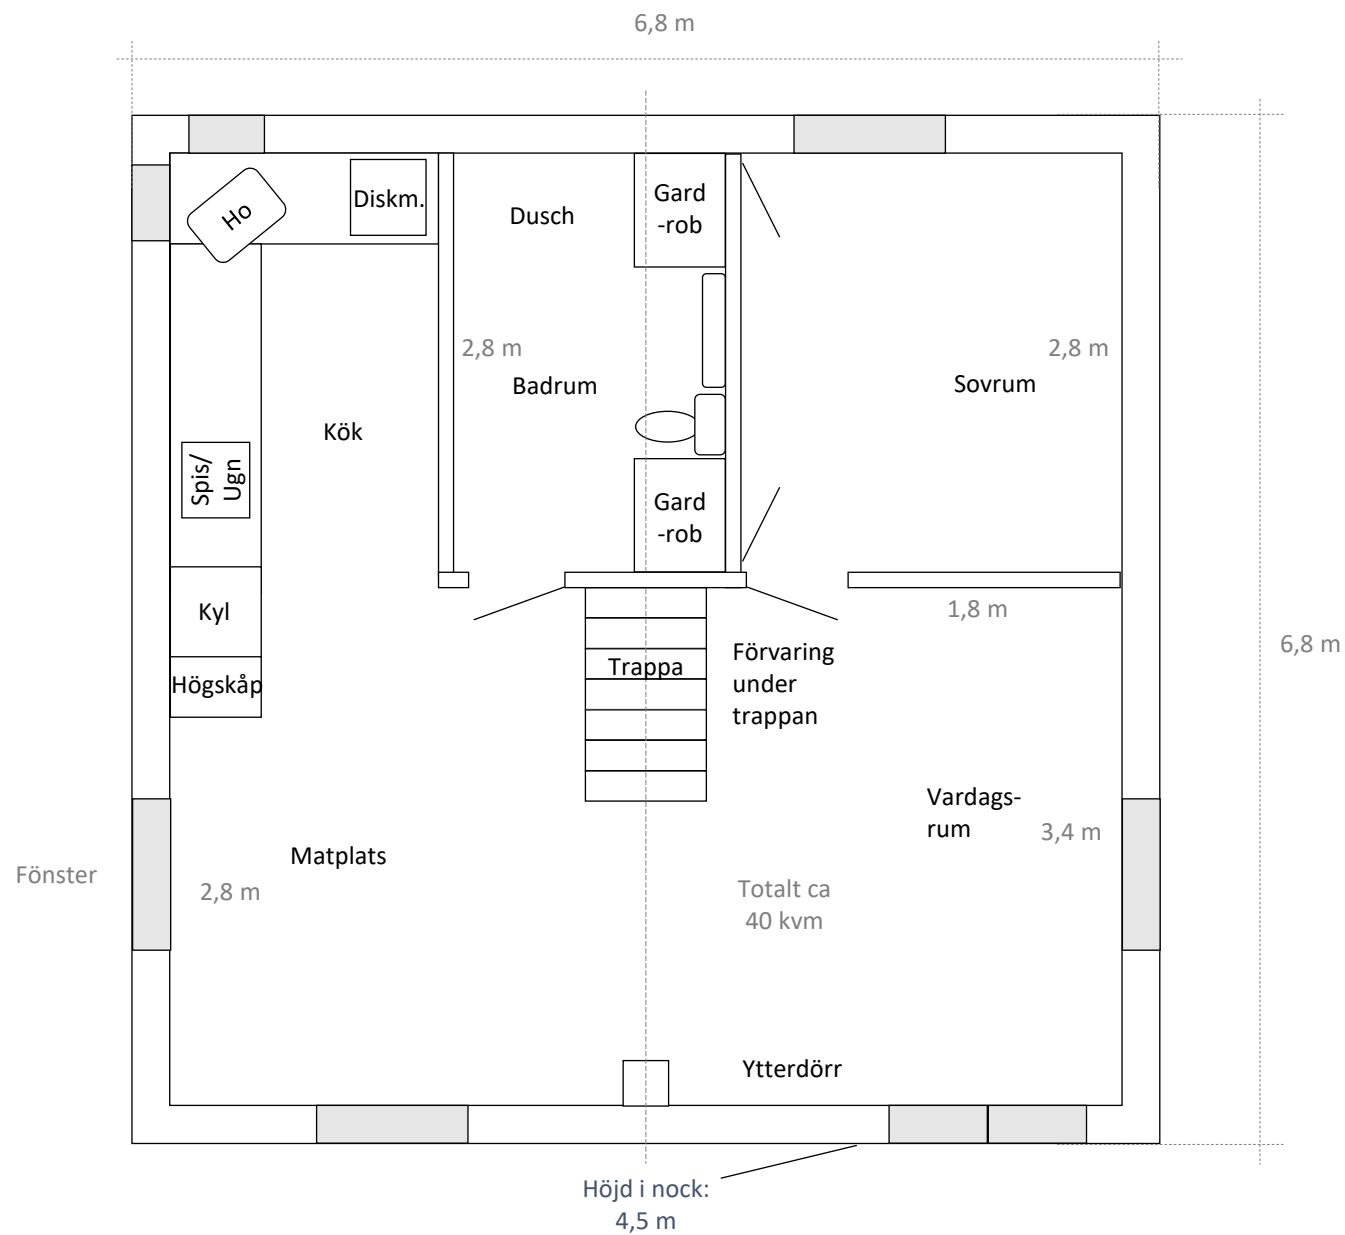 6,8 m
Ho
Diskm.
Dusch
Gard
-rob
2,8 m
2,8 m
Badrum
Sovrum
Kök
Spis/
Ugn
Gard
-rob
Kyl
1,8 m
Förvaring
under
trappan
Trappa
6,8 m
Högskåp
Vardags-
rum
3,4 m
Matplats
Fönster
2,8 m
Totalt ca
40 kvm
Ytterdörr
Höjd i nock:
4,5 m